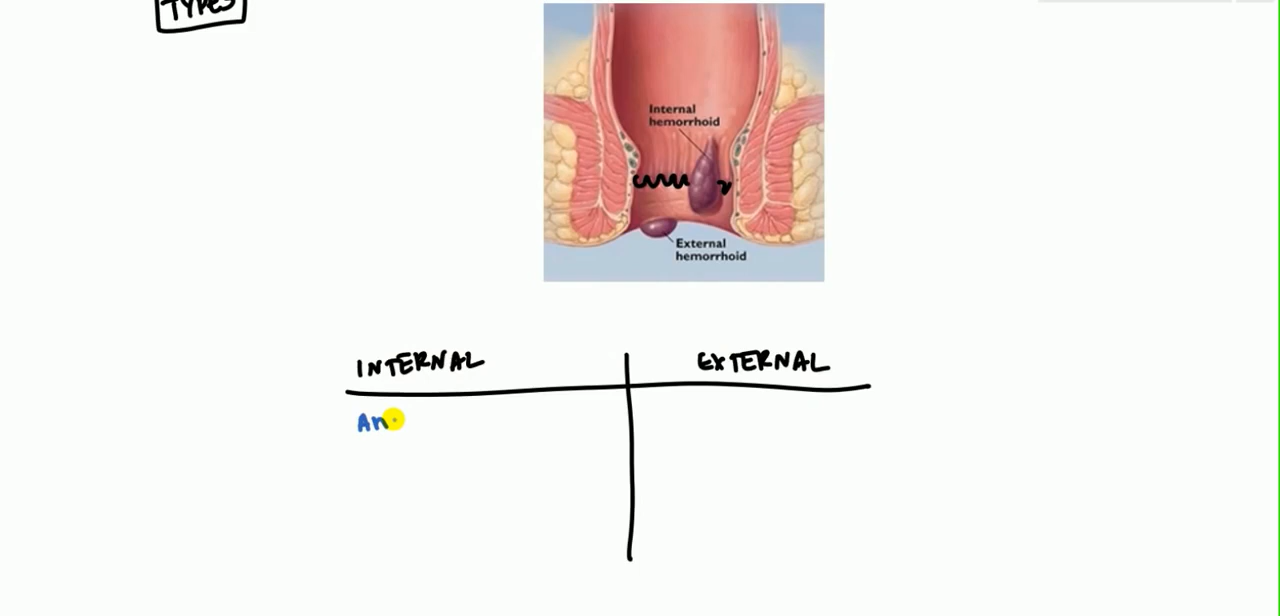 TYPES
Internal
hemorrhoid
External
hemorrhoid
INTERNAL EXTERNAL
An